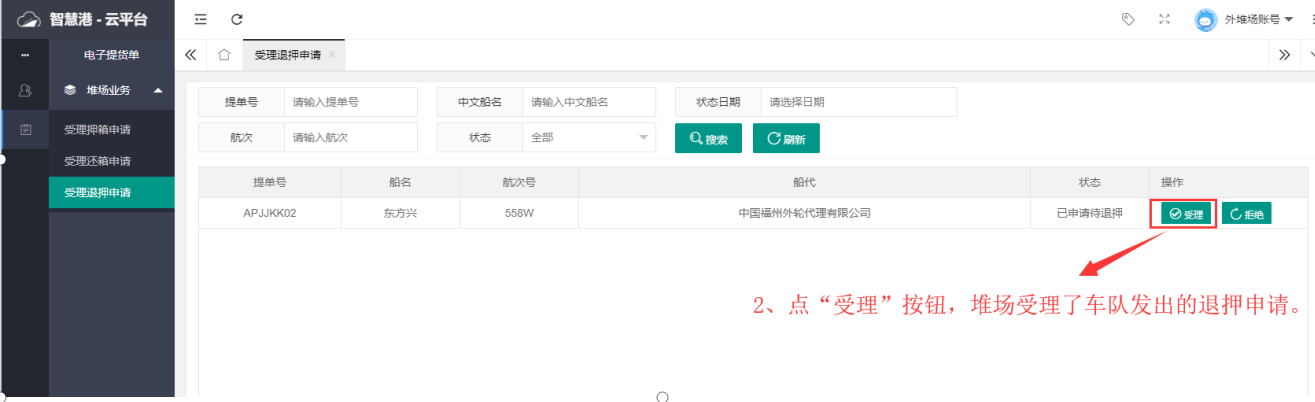 智慧港 - 云平台
外堆场账号
电子提货单
受理退押申请
堆场业务
受理押箱申请
受理还箱申请
受理退押申请
提单号 请输入提单号 中文船名 请输入中文船名 状态日期 请选择日期
航次 请输入航次 状态 全部 搜索 刷新
提单号 船名 航次号 船代 状态 操作
APJJKK02 东方兴 558W 中国福州外轮代理有限公司 已申请待退押 受理 拒绝
2、点“受理”按钮，堆场受理了车队发出的退押申请。